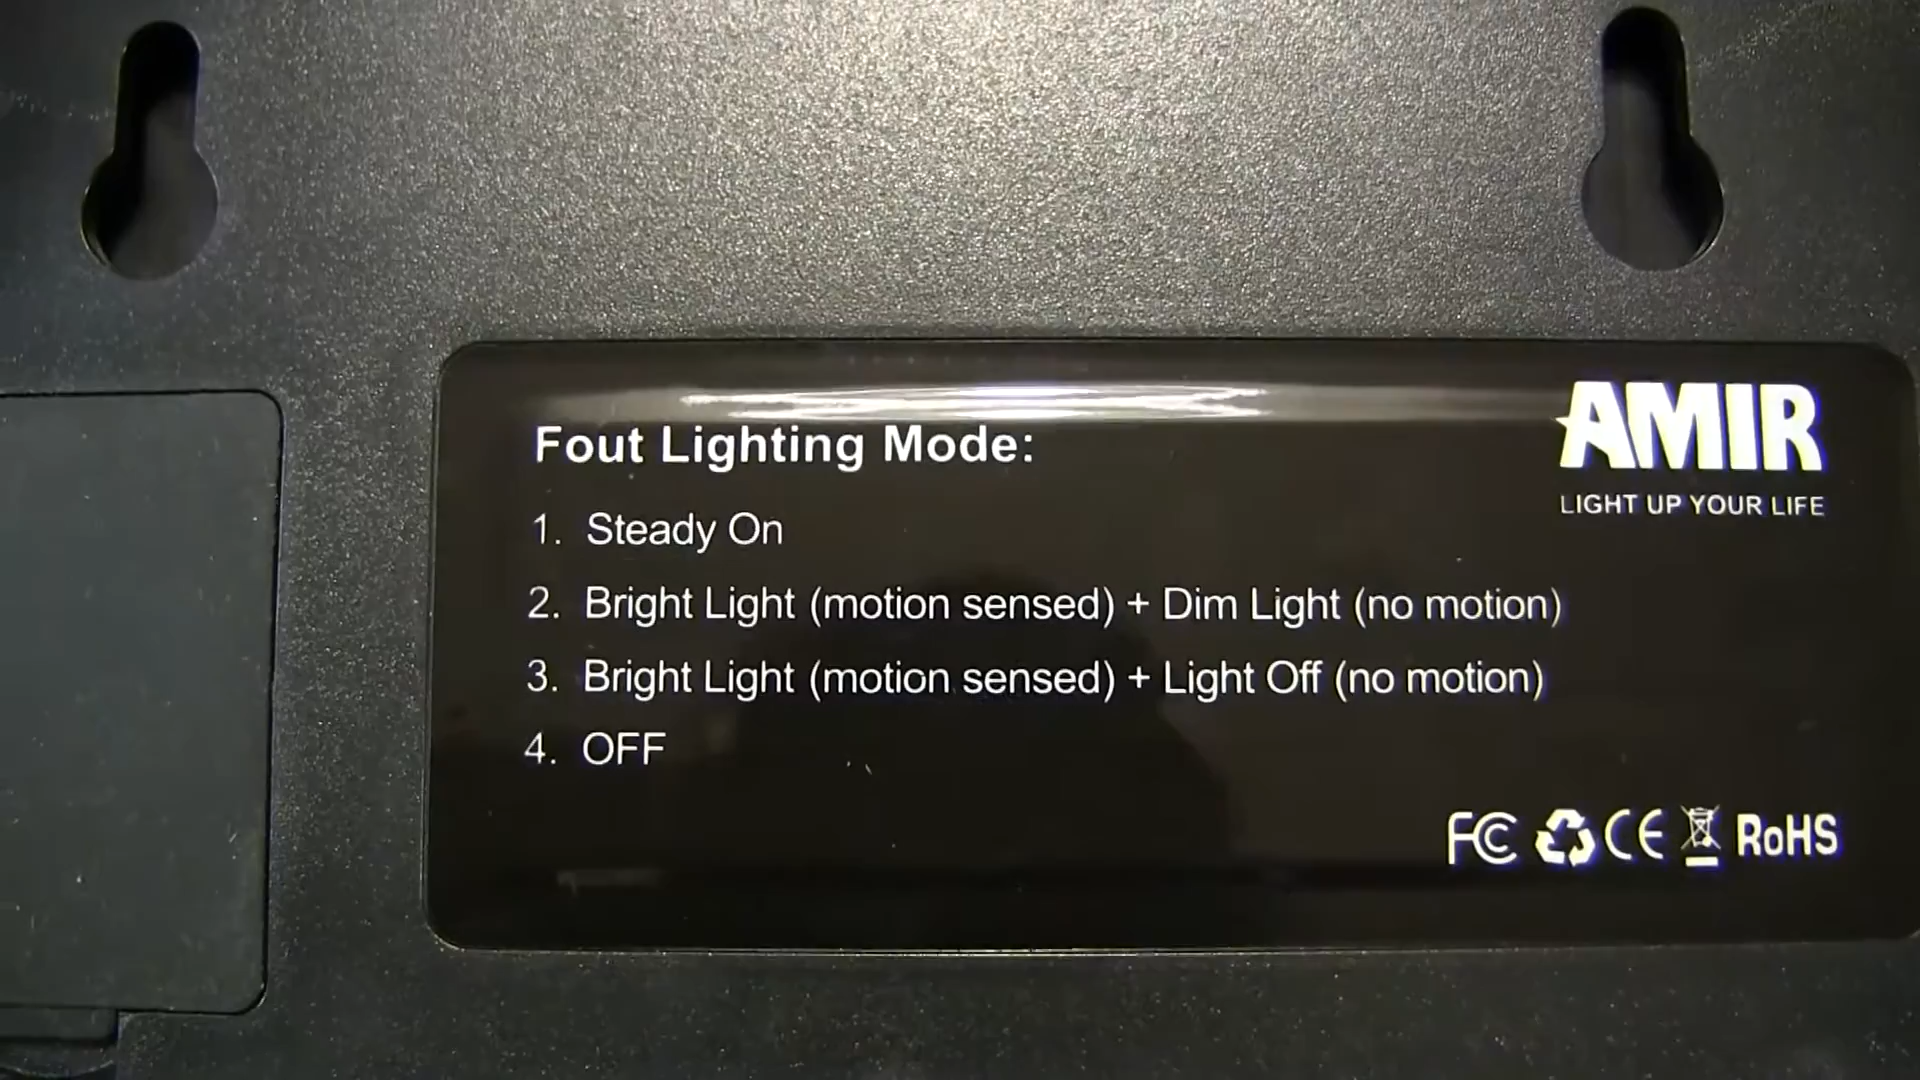 AMIR
LIGHT UP YOUR LIFE
Fout Lighting Mode:
1. Steady On
2. Bright Light (motion sensed) + Dim Light (no motion)
3. Bright Light (motion sensed) + Light Off (no motion)
4. OFF
FC CE RoHS